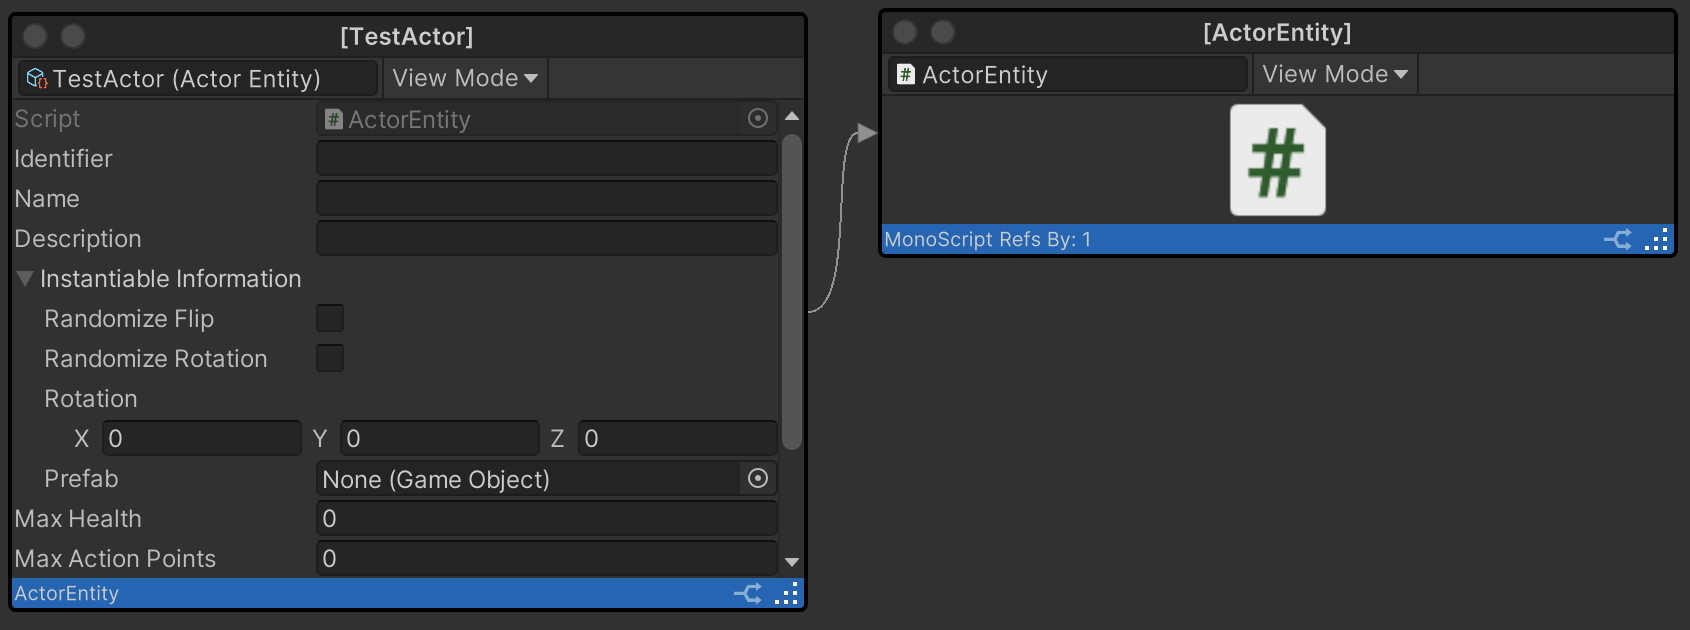 [TestActor]
TestActor (Actor Entity) View Mode
Script # ActorEntity
Identifier
Name
Description
Instantiable Information
Randomize Flip
Randomize Rotation
Rotation
X 0 Y 0 Z 0
Prefab None (Game Object)
Max Health 0
Max Action Points 0
ActorEntity
[ActorEntity]
# ActorEntity View Mode
#
MonoScript Refs By: 1